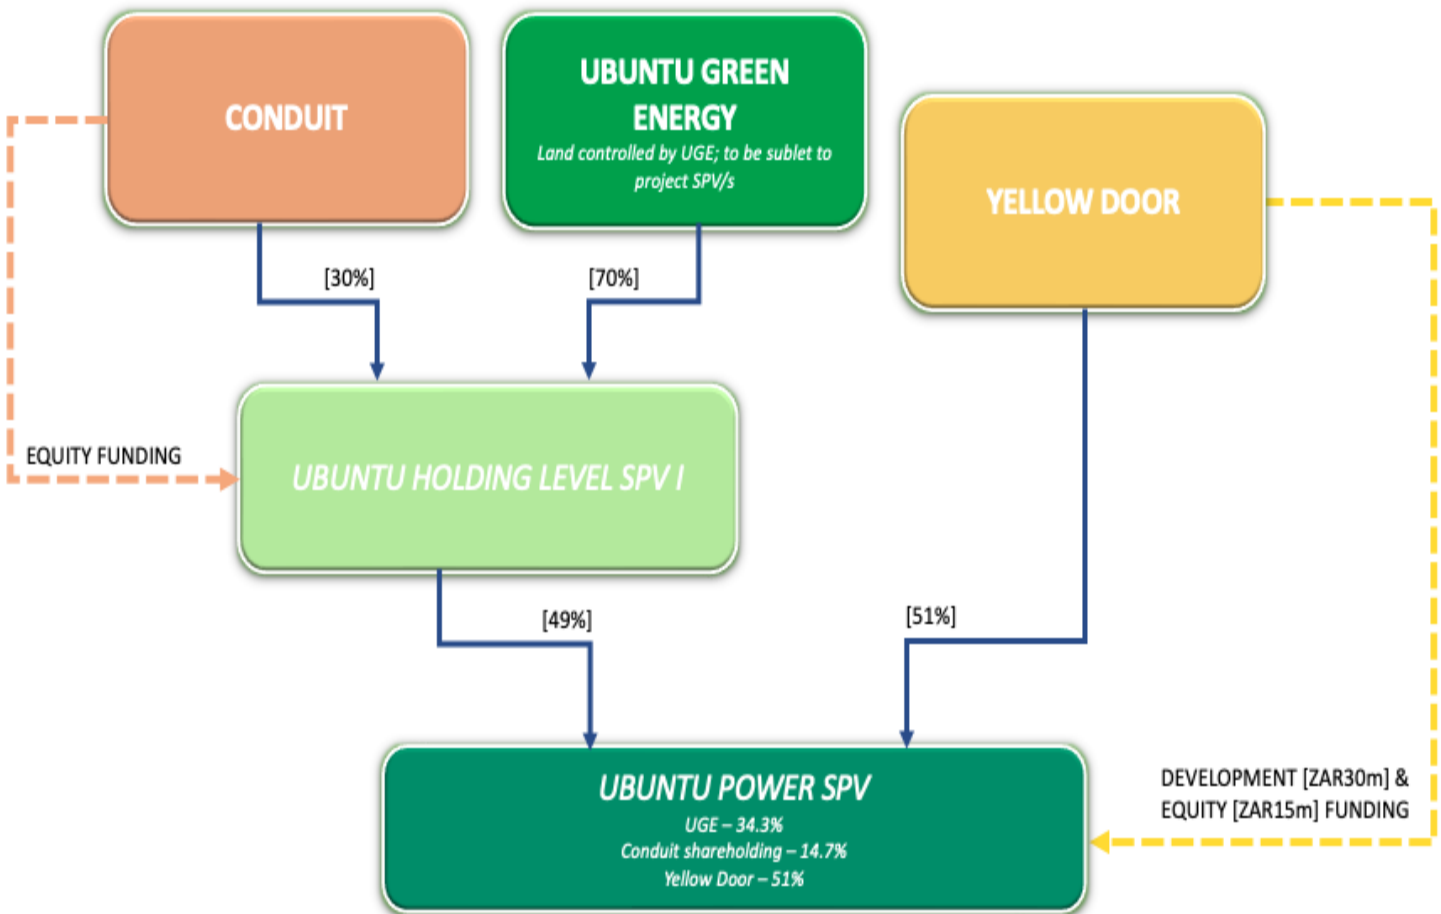 CONDUIT
UBUNTU GREEN
ENERGY
Land controlled by UGE; to be sublet to
project SPV/s
YELLOW DOOR
[30%]
[70%]
EQUITY FUNDING
UBUNTU HOLDING LEVEL SPV I
[49%]
[51%]
UBUNTU POWER SPV
UGE – 34.3%
Conduit shareholding – 14.7%
Yellow Door – 51%
DEVELOPMENT [ZAR30m] &
EQUITY [ZAR15m] FUNDING